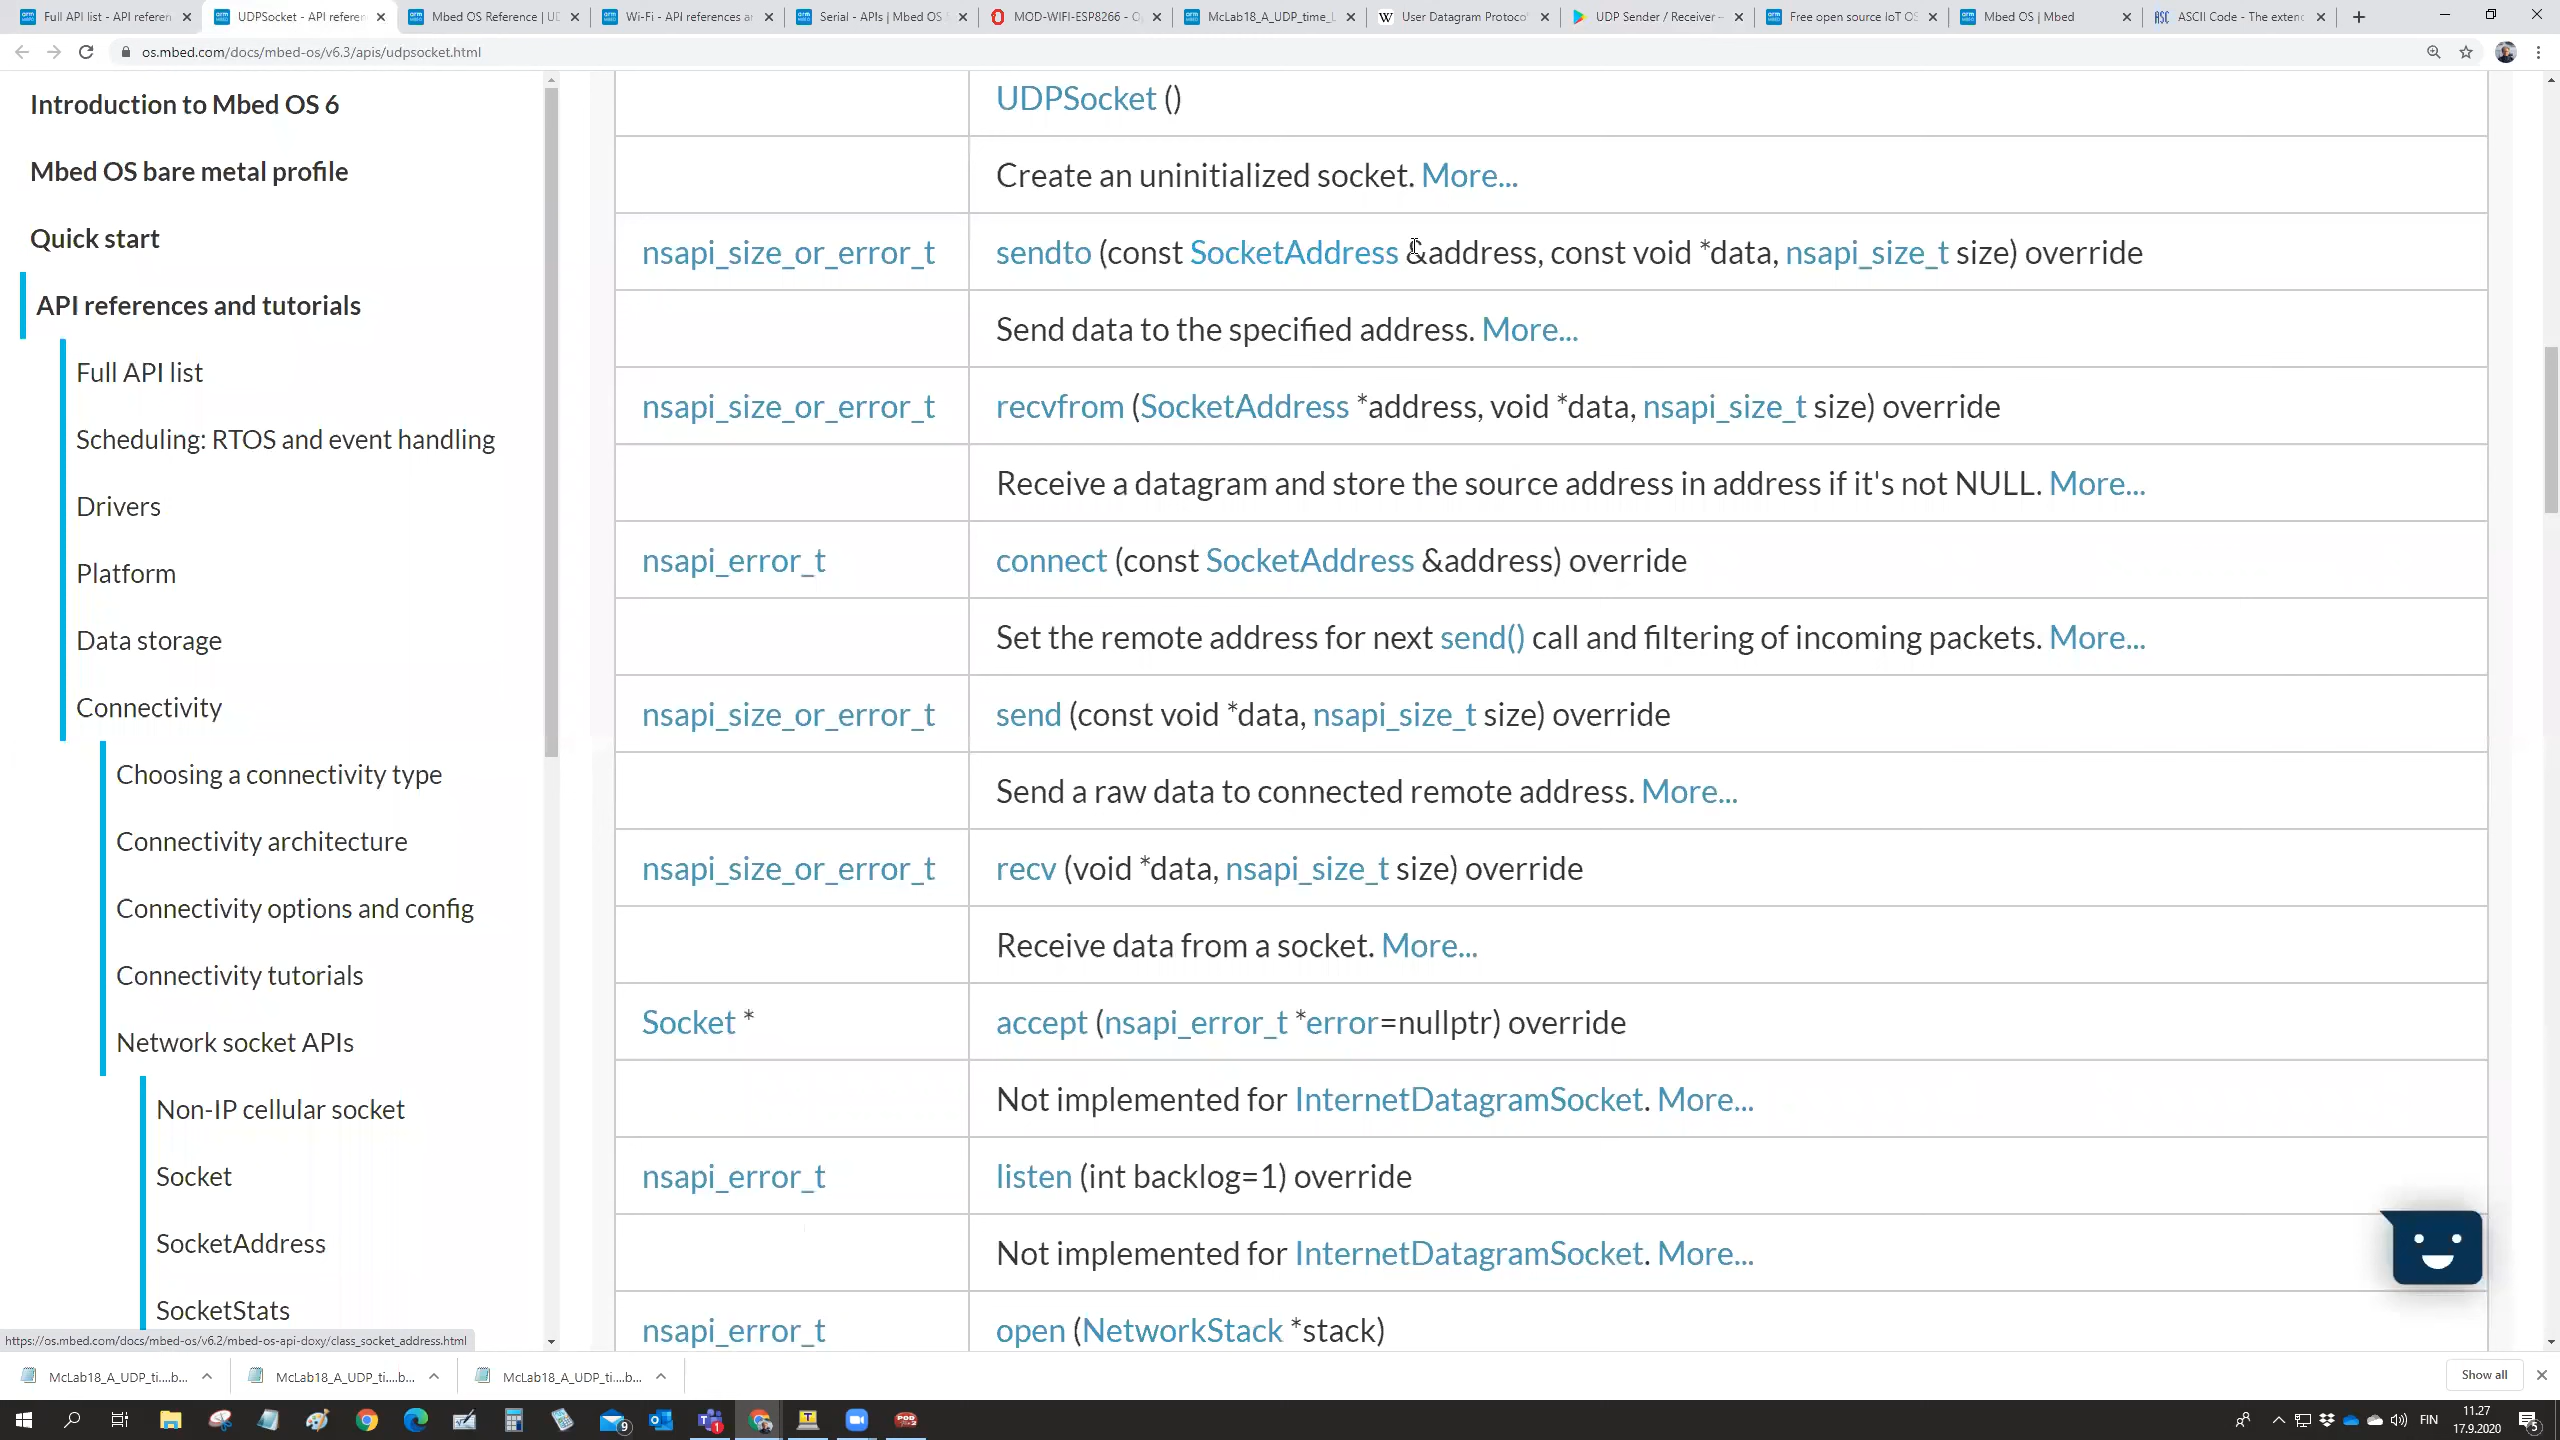 Full API list - API referen
UDPSocket - API referen
Mbed OS Reference | UD
Wi-Fi - API references an
Serial - APIs | Mbed OS
MOD-WIFI-ESP8266 - O
McLab18_A_UDP_time_L
User Datagram Protoco
UDP Sender / Receiver -
Free open source IoT OS
Mbed OS | Mbed
ASCII Code - The extend
os.mbed.com/docs/mbed-os/v6.3/apis/udpsocket.html
Introduction to Mbed OS 6
Mbed OS bare metal profile
Quick start
API references and tutorials
Full API list
Scheduling: RTOS and event handling
Drivers
Platform
Data storage
Connectivity
Choosing a connectivity type
Connectivity architecture
Connectivity options and config
Connectivity tutorials
Network socket APIs
Non-IP cellular socket
Socket
SocketAddress
SocketStats
UDPSocket ()
Create an uninitialized socket. More...
nsapi_size_or_error_t sendto (const SocketAddress &address, const void *data, nsapi_size_t size) override
Send data to the specified address. More...
nsapi_size_or_error_t recvfrom (SocketAddress *address, void *data, nsapi_size_t size) override
Receive a datagram and store the source address in address if it's not NULL. More...
nsapi_error_t connect (const SocketAddress &address) override
Set the remote address for next send() call and filtering of incoming packets. More...
nsapi_size_or_error_t send (const void *data, nsapi_size_t size) override
Send a raw data to connected remote address. More...
nsapi_size_or_error_t recv (void *data, nsapi_size_t size) override
Receive data from a socket. More...
Socket * accept (nsapi_error_t *error=nullptr) override
Not implemented for InternetDatagramSocket. More...
nsapi_error_t listen (int backlog=1) override
Not implemented for InternetDatagramSocket. More...
nsapi_error_t open (NetworkStack *stack)
https://os.mbed.com/docs/mbed-os/v6.2/mbed-os-api-doxy/class_socket_address.html
McLab18_A_UDP_ti....b...
McLab18_A_UDP_ti....b...
McLab18_A_UDP_ti....b...
Show all
FIN
11.27
17.9.2020